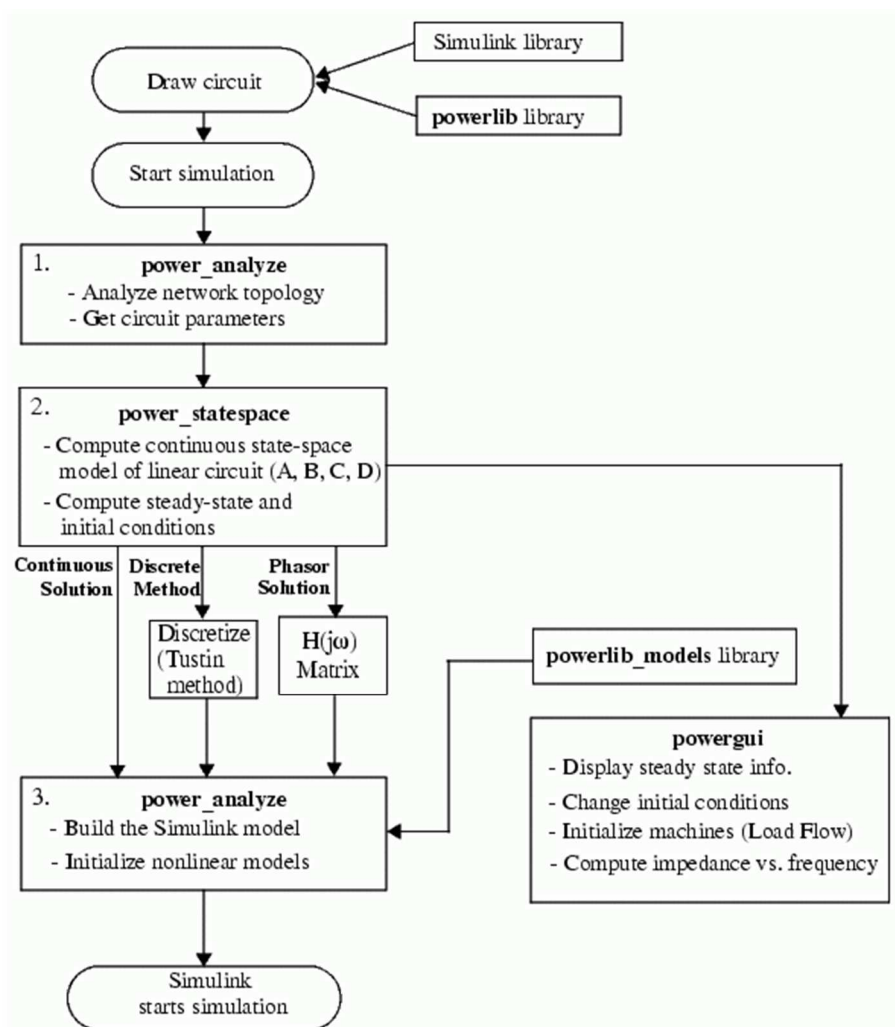 Simulink library
Draw circuit
powerlib library
Start simulation
1.
power_analyze
- Analyze network topology
- Get circuit parameters
2.
power_statespace
- Compute continuous state-space
model of linear circuit (A, B, C, D)
- Compute steady-state and
initial conditions
Continuous
Solution
Discrete
Method
Phasor
Solution
Discretize
(Tustin
method)
H(jω)
Matrix
powerlib_models library
powergui
- Display steady state info.
- Change initial conditions
- Initialize machines (Load Flow)
- Compute impedance vs. frequency
3.
power_analyze
- Build the Simulink model
- Initialize nonlinear models
Simulink
starts simulation